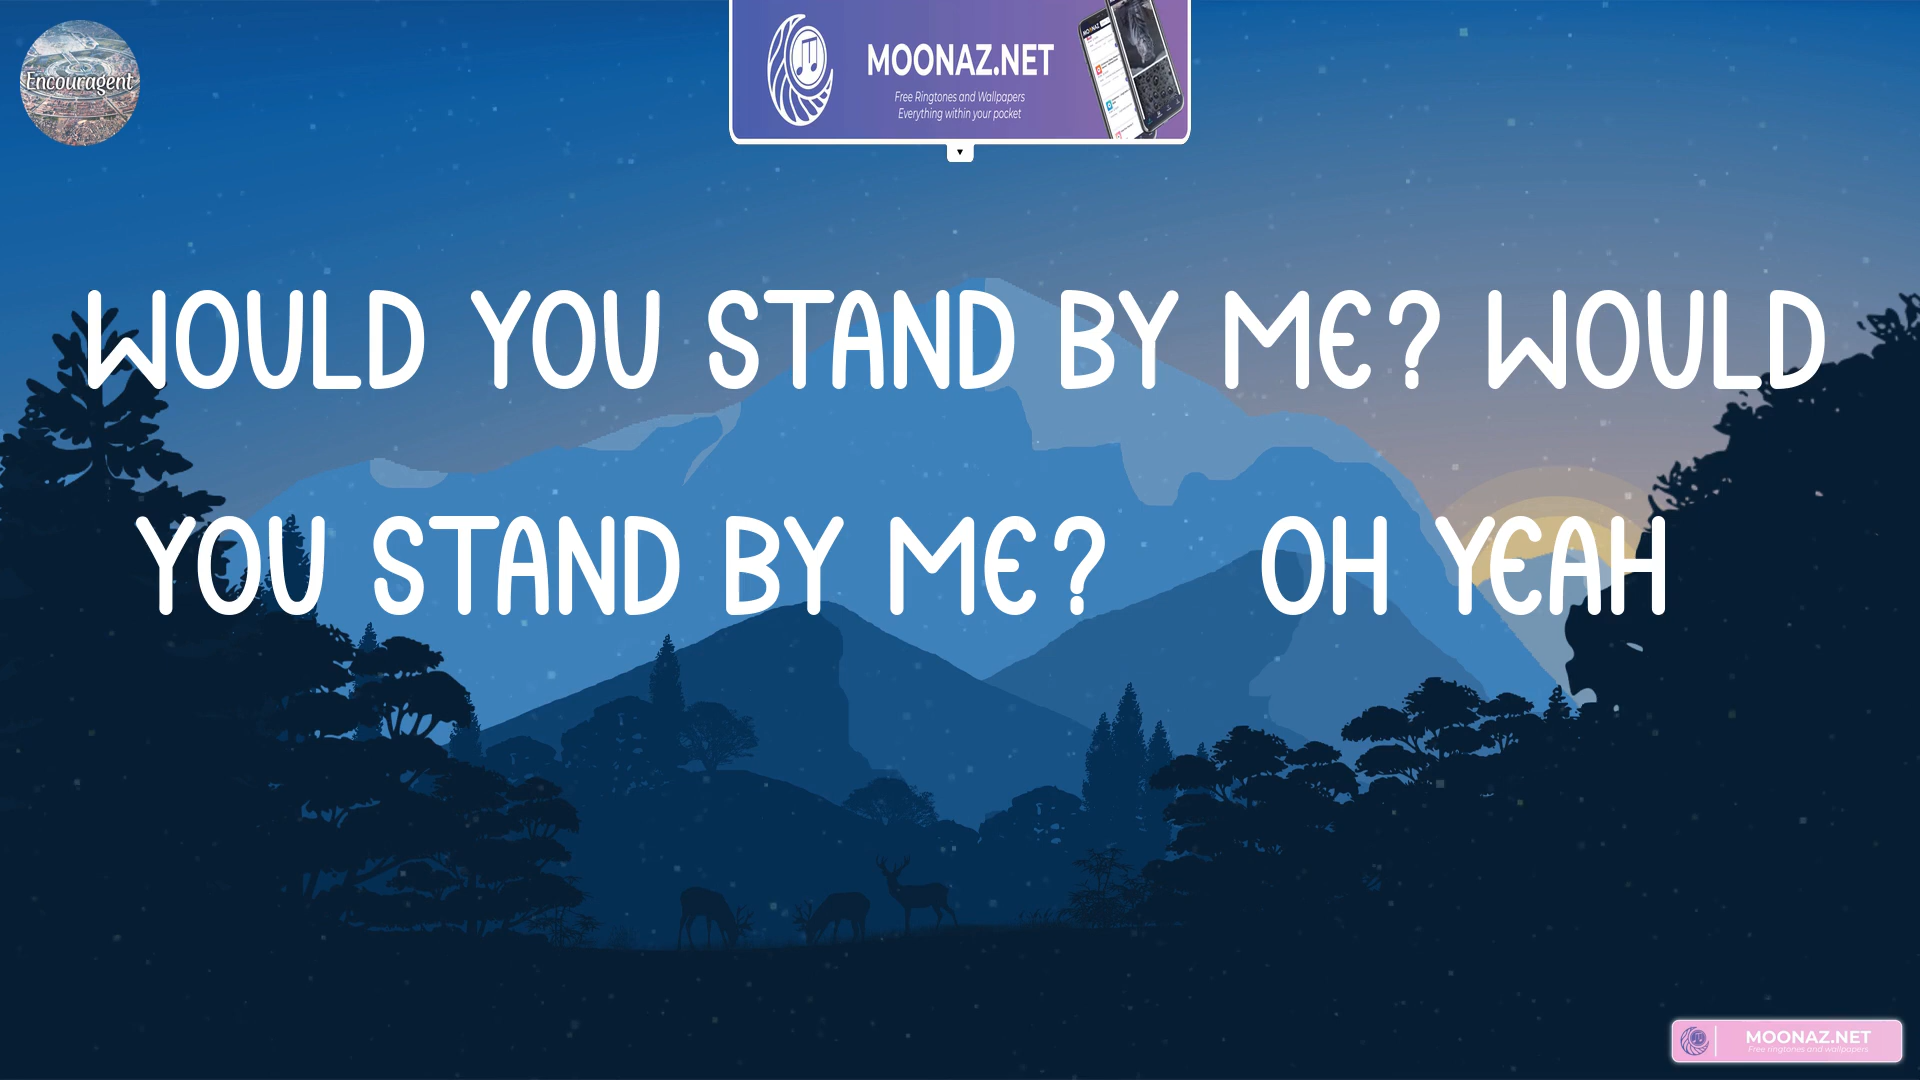 Encouragent
MOONAZ.NET
Free Ringtones and Wallpapers
Everything within your pocket
WOULD YOU STAND BY ME? WOULD
YOU STAND BY ME? OH YEAH
MOONAZ.NET
Free ringtones and wallpapers